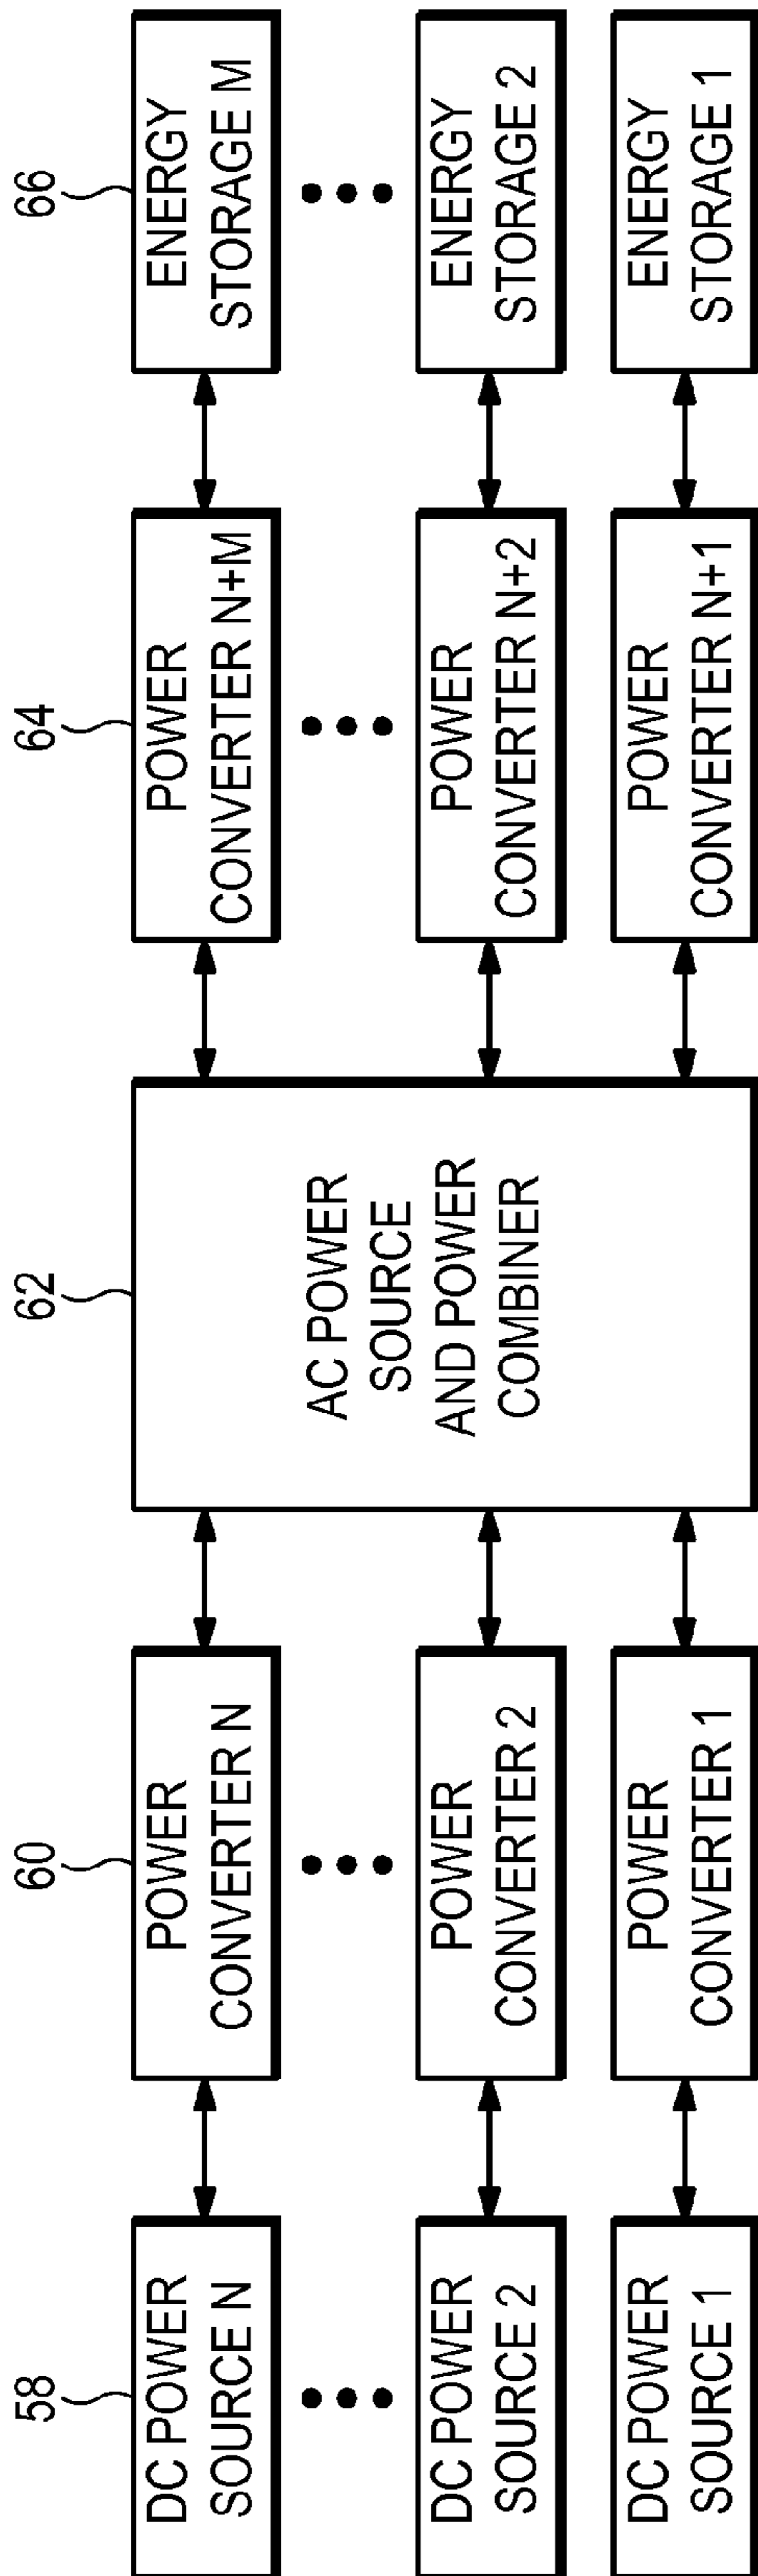 58
60
62
64
66
DC POWER
SOURCE N
POWER
CONVERTER N
AC POWER
SOURCE
AND POWER
COMBINER
POWER
CONVERTER N+M
ENERGY
STORAGE M
DC POWER
SOURCE 2
POWER
CONVERTER 2
POWER
CONVERTER N+2
ENERGY
STORAGE 2
DC POWER
SOURCE 1
POWER
CONVERTER 1
POWER
CONVERTER N+1
ENERGY
STORAGE 1